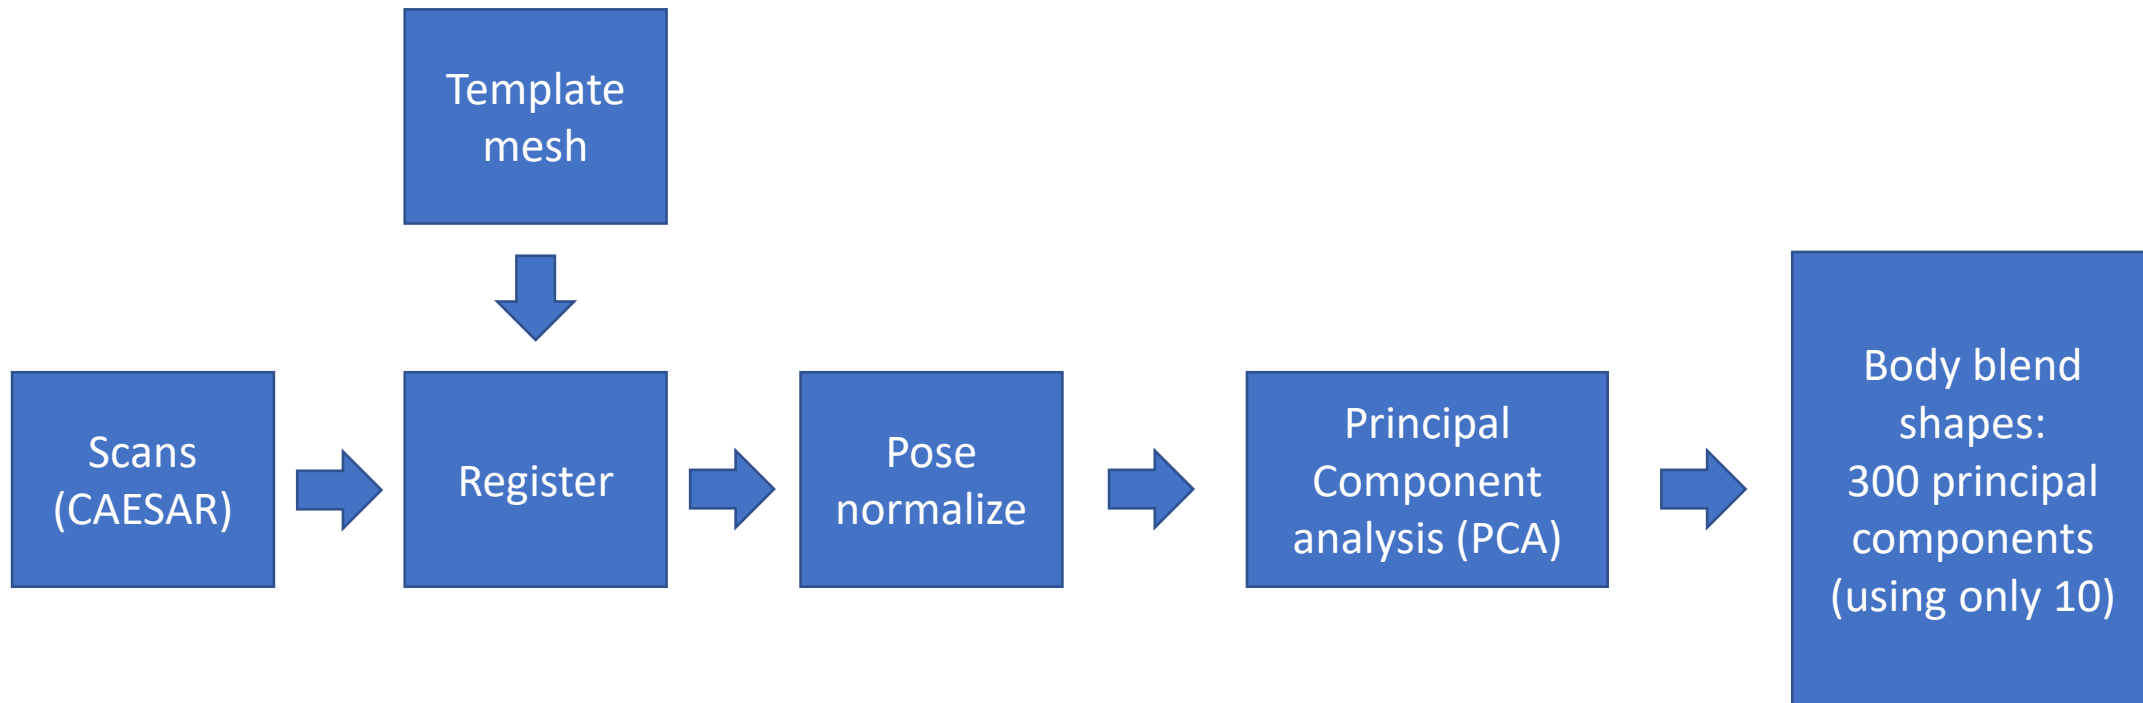 Template
mesh
Scans
(CAESAR)
Register
Pose
normalize
Principal
Component
analysis (PCA)
Body blend
shapes:
300 principal
components
(using only 10)